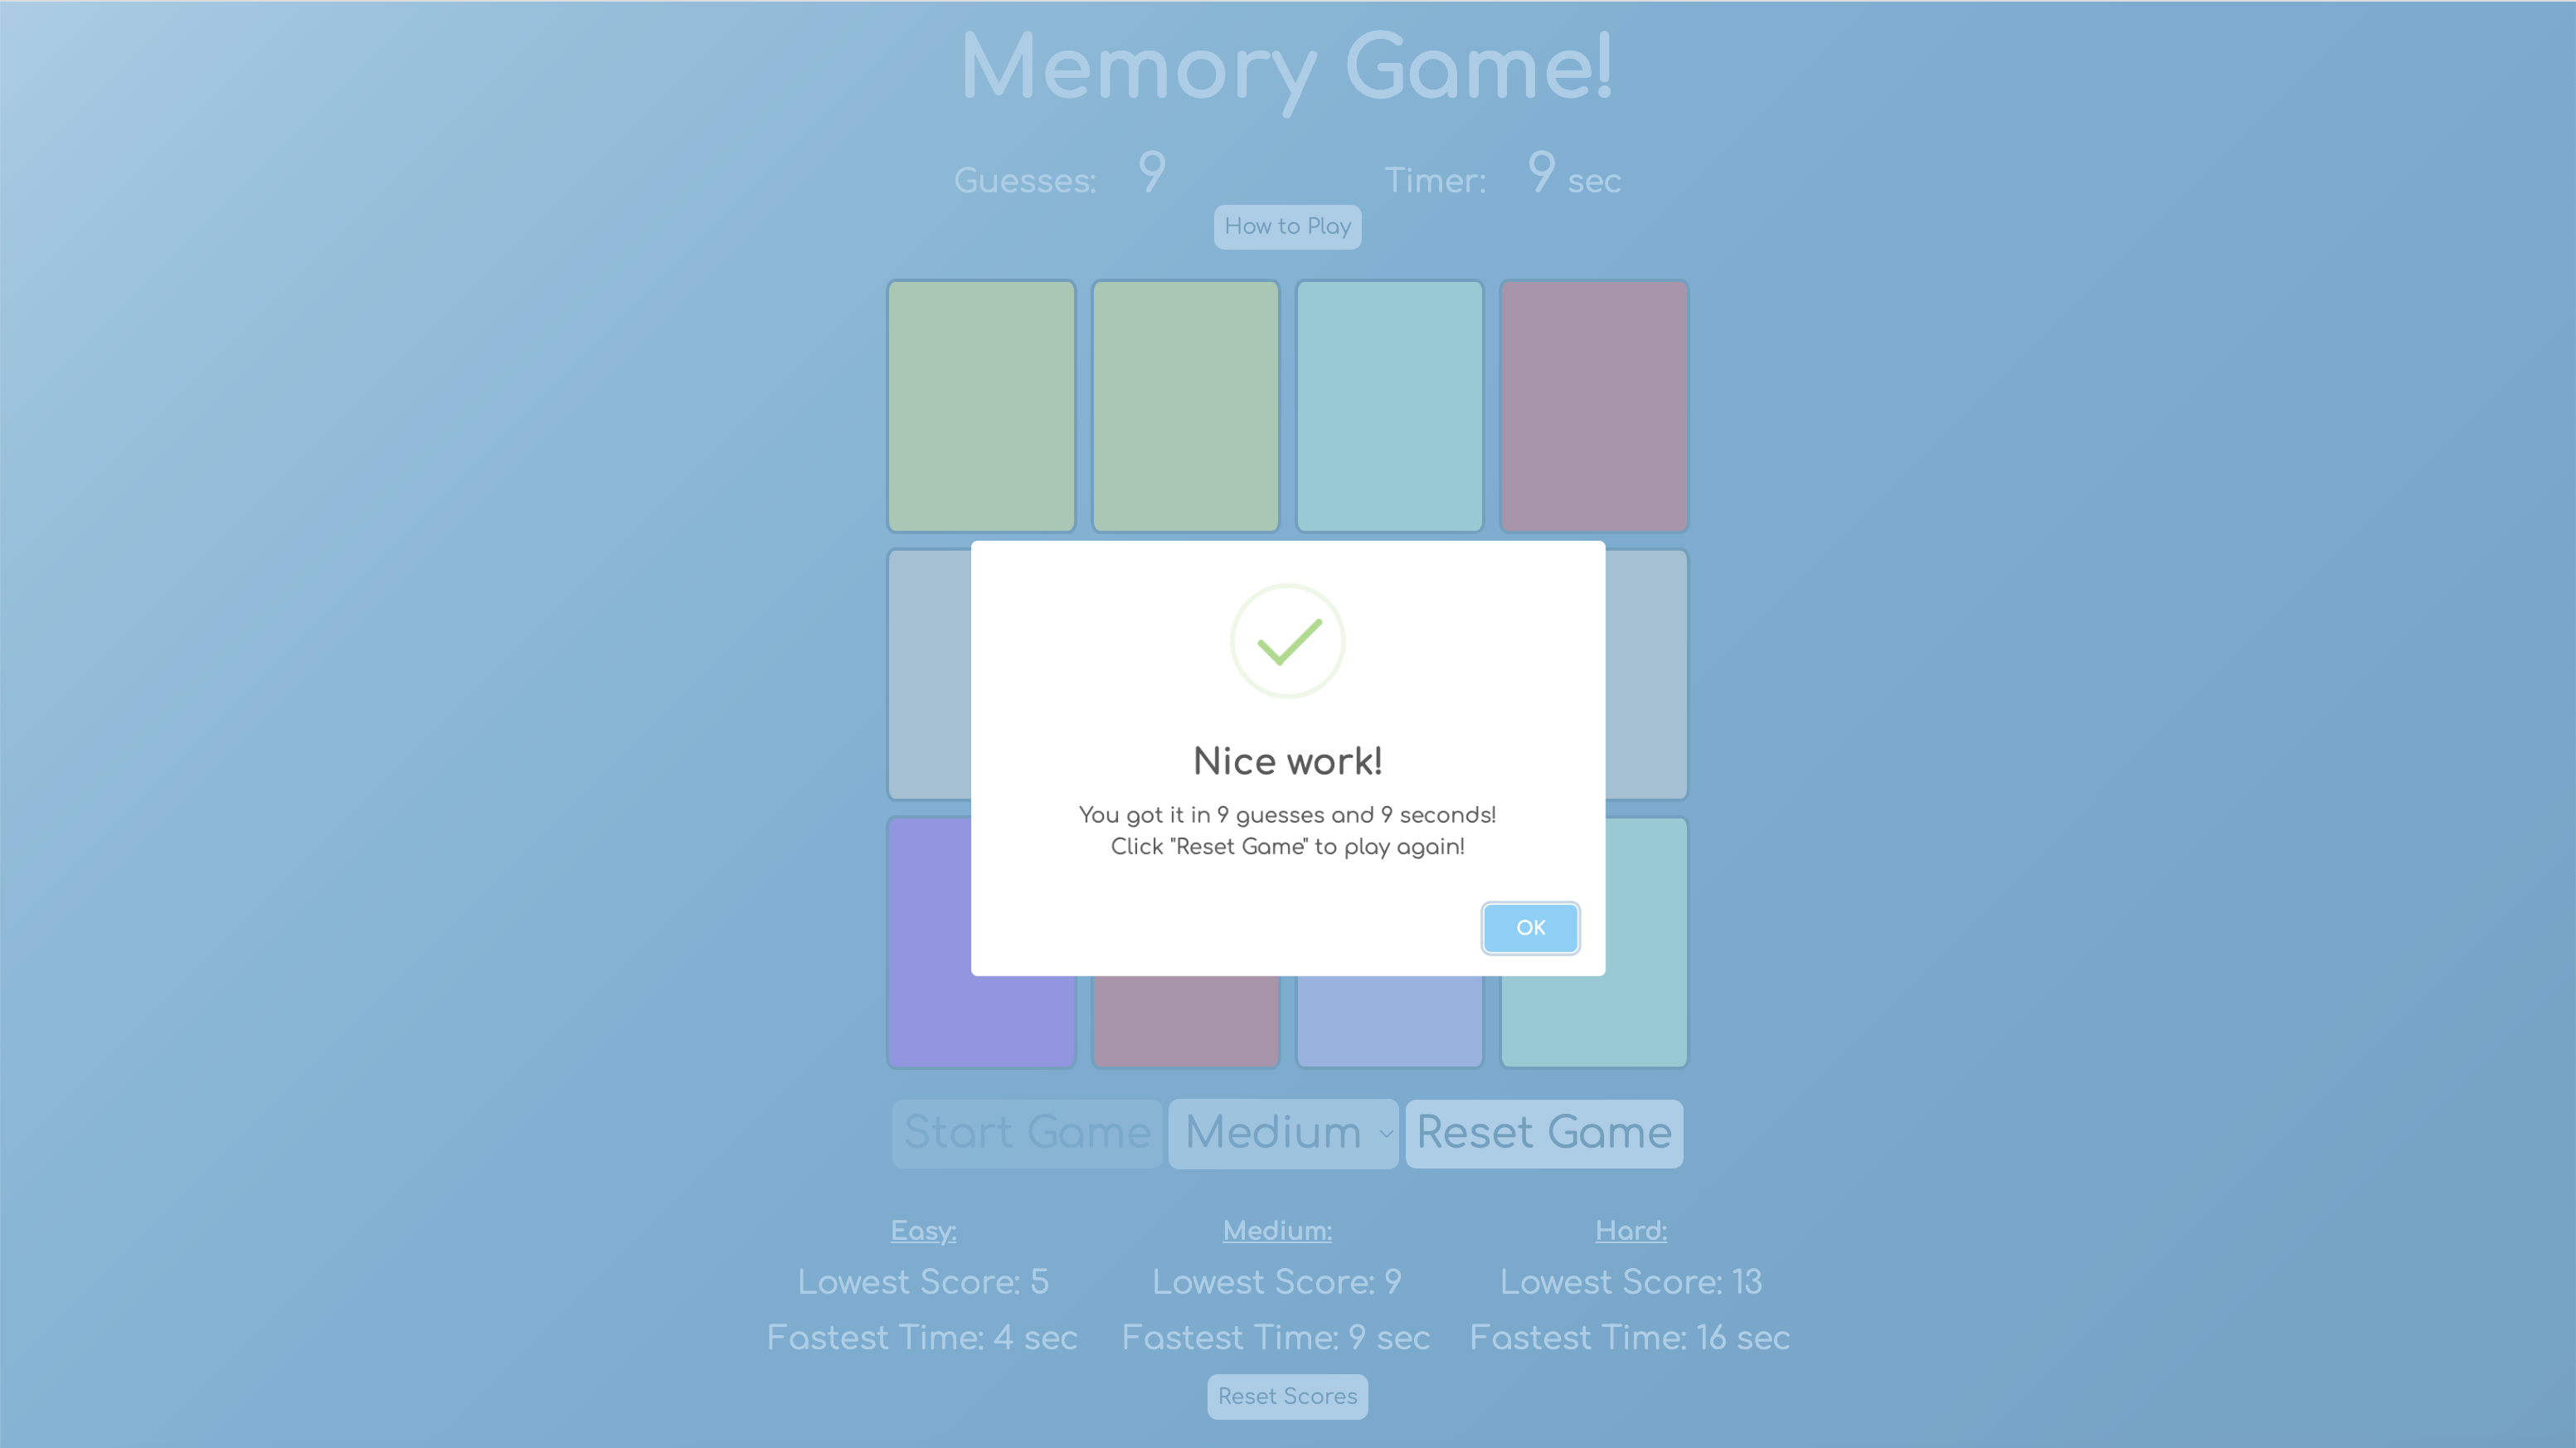 Memory Game!
Guesses: 9 Timer: 9 sec
How to Play
Nice work!
You got it in 9 guesses and 9 seconds!
Click "Reset Game" to play again!
OK
Start Game Medium Reset Game
Easy: Medium: Hard:
Lowest Score: 5 Lowest Score: 9 Lowest Score: 13
Fastest Time: 4 sec Fastest Time: 9 sec Fastest Time: 16 sec
Reset Scores